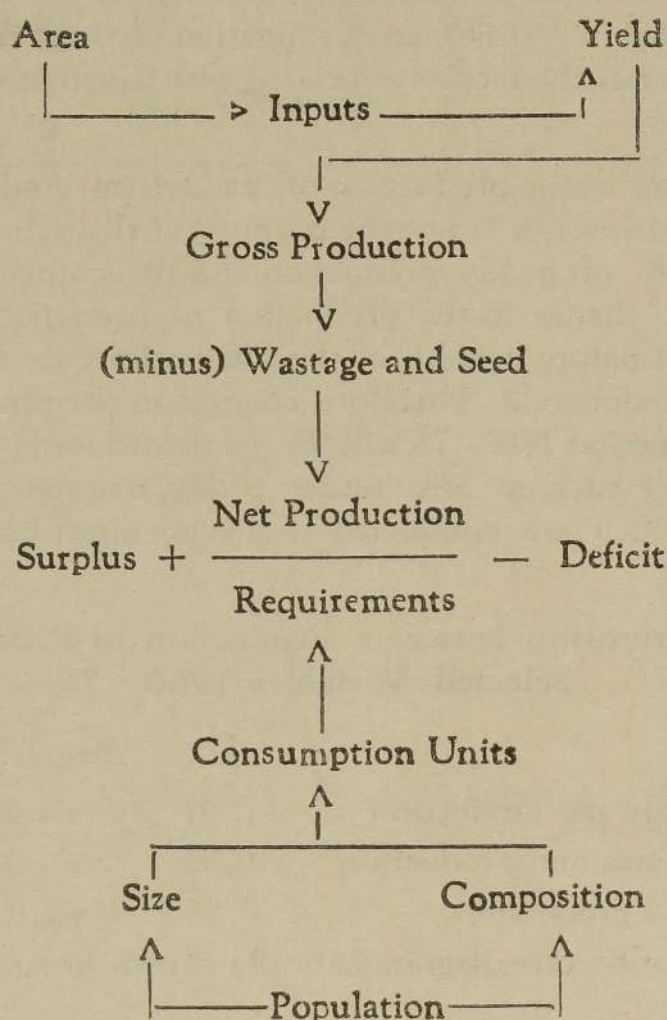 Area Yield
> Inputs
Gross Production
(minus) Wastage and Seed
Net Production
Surplus + — Deficit
Requirements
Consumption Units
Size Composition
Population